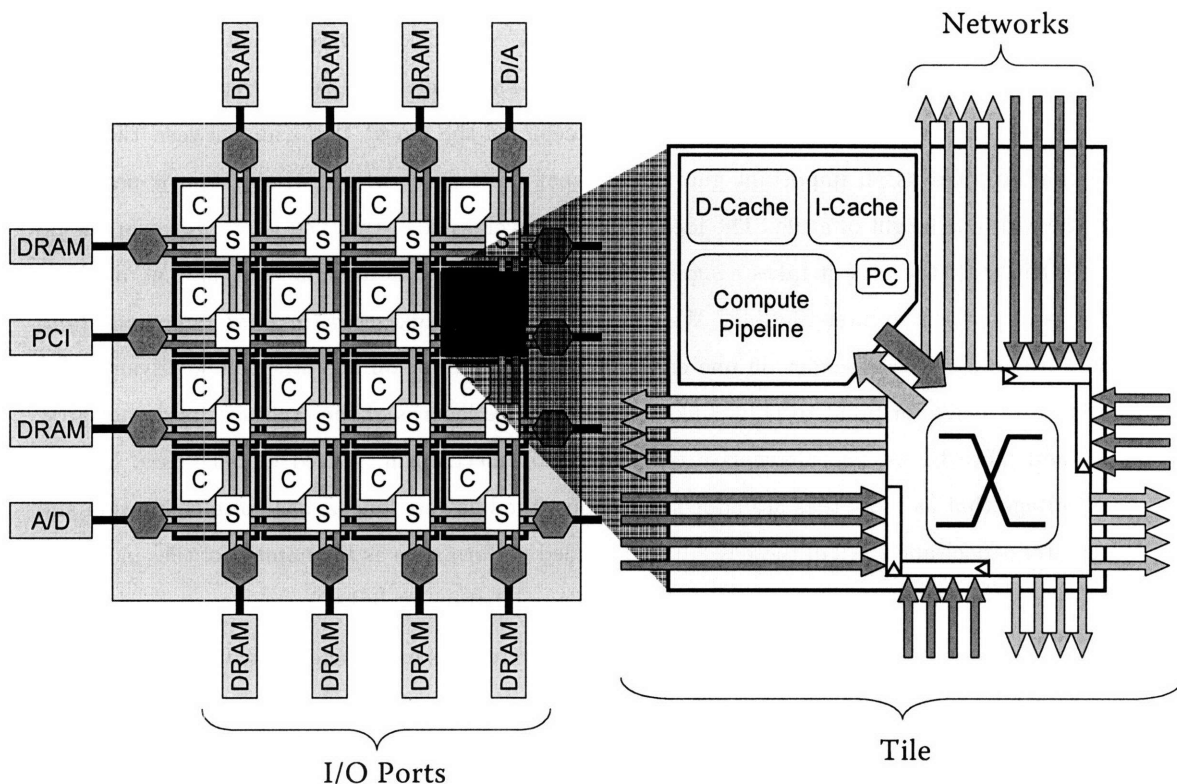 Networks
DRAM
DRAM
DRAM
D/A
C
C
C
C
S
S
S
S
DRAM
D-Cache
I-Cache
PC
Compute
Pipeline
C
C
C
S
S
S
PCI
C
C
C
C
S
S
S
S
DRAM
C
C
C
C
S
S
S
S
A/D
DRAM
DRAM
DRAM
DRAM
Tile
I/O Ports